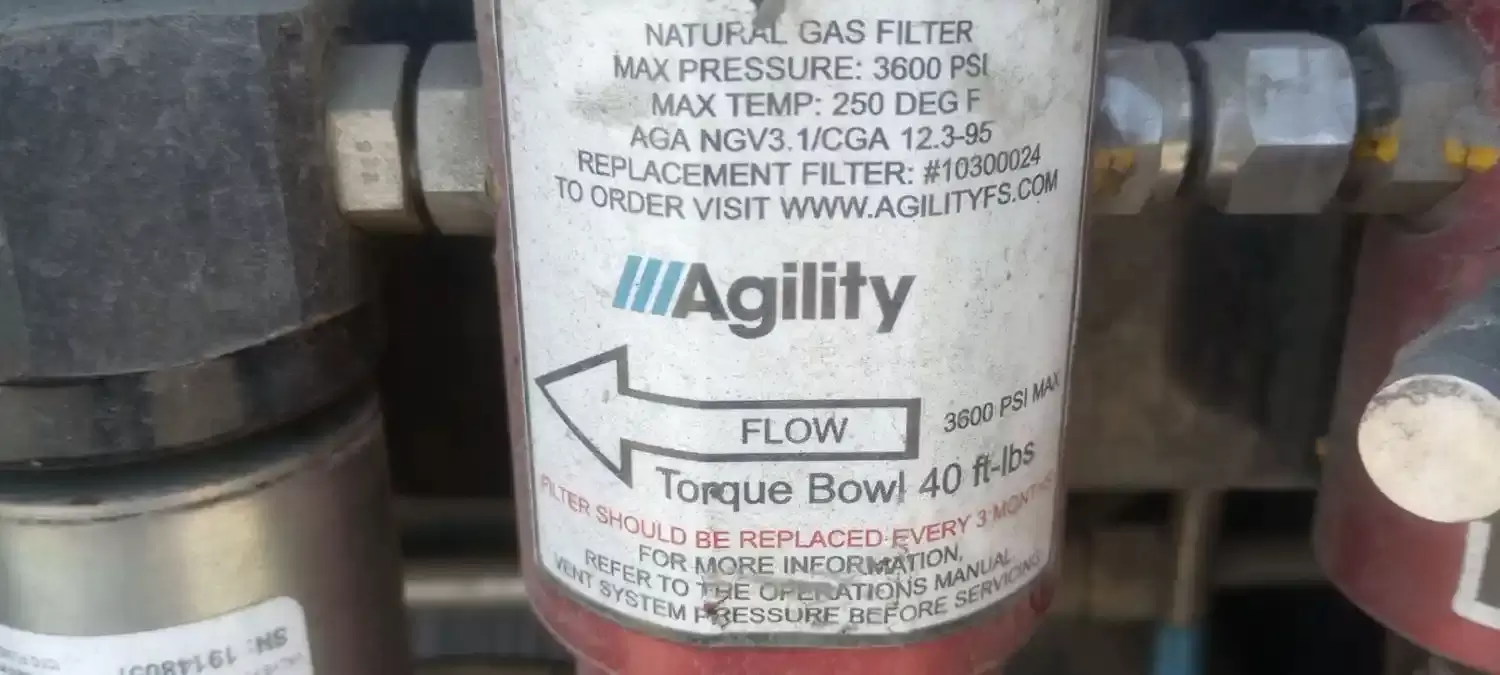 NATURAL GAS FILTER
MAX PRESSURE: 3600 PSI
MAX TEMP: 250 DEG F
AGA NGV3.1/CGA 12.3-95
REPLACEMENT FILTER: #10300024
TO ORDER VISIT WWW.AGILITYFS.COM
Agility
FLOW
3600 PSI MAX
Torque Bowl 40 ft-lbs
FILTER SHOULD BE REPLACED EVERY 3 MONTHS
FOR MORE INFORMATION,
REFER TO THE OPERATIONS MANUAL.
VENT SYSTEM PRESSURE BEFORE SERVICING